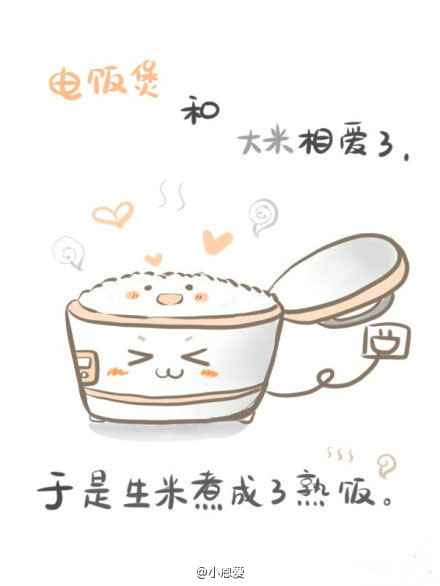 电饭煲
和
大米相爱了,
于是生米煮成了熟饭。
@小恩爱